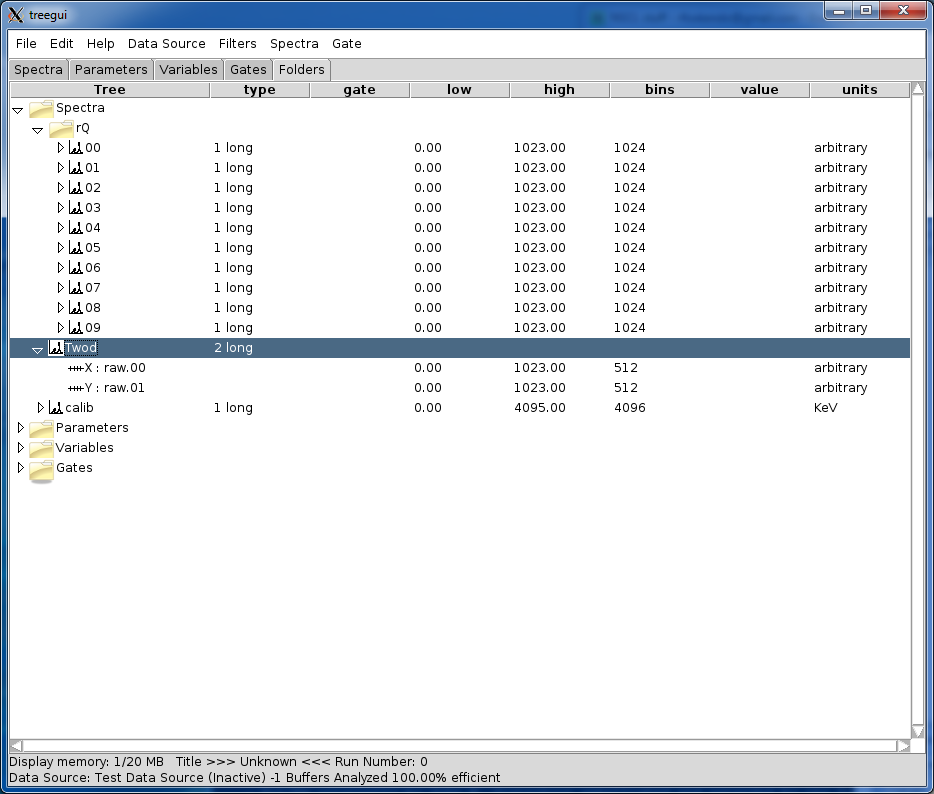 treegui
File Edit Help Data Source Filters Spectra Gate
Spectra Parameters Variables Gates Folders
Tree type gate low high bins value units
Spectra
rQ
00 1 long 0.00 1023.00 1024 arbitrary
01 1 long 0.00 1023.00 1024 arbitrary
02 1 long 0.00 1023.00 1024 arbitrary
03 1 long 0.00 1023.00 1024 arbitrary
04 1 long 0.00 1023.00 1024 arbitrary
05 1 long 0.00 1023.00 1024 arbitrary
06 1 long 0.00 1023.00 1024 arbitrary
07 1 long 0.00 1023.00 1024 arbitrary
08 1 long 0.00 1023.00 1024 arbitrary
09 1 long 0.00 1023.00 1024 arbitrary
Twod 2 long
X : raw.00 0.00 1023.00 512 arbitrary
Y : raw.01 0.00 1023.00 512 arbitrary
calib 1 long 0.00 4095.00 4096 KeV
Parameters
Variables
Gates
Display memory: 1/20 MB Title >>> Unknown <<< Run Number: 0
Data Source: Test Data Source (Inactive) -1 Buffers Analyzed 100.00% efficient